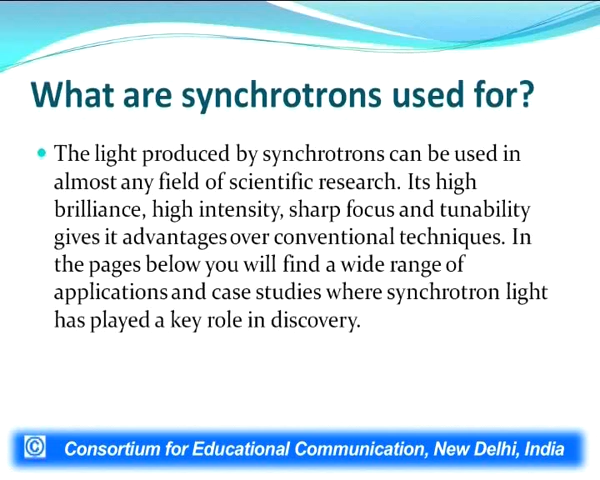 What are synchrotrons used for?
• The light produced by synchrotrons can be used in
almost any field of scientific research. Its high
brilliance, high intensity, sharp focus and tunability
gives it advantages over conventional techniques. In
the pages below you will find a wide range of
applications and case studies where synchrotron light
has played a key role in discovery.
© Consortium for Educational Communication, New Delhi, India